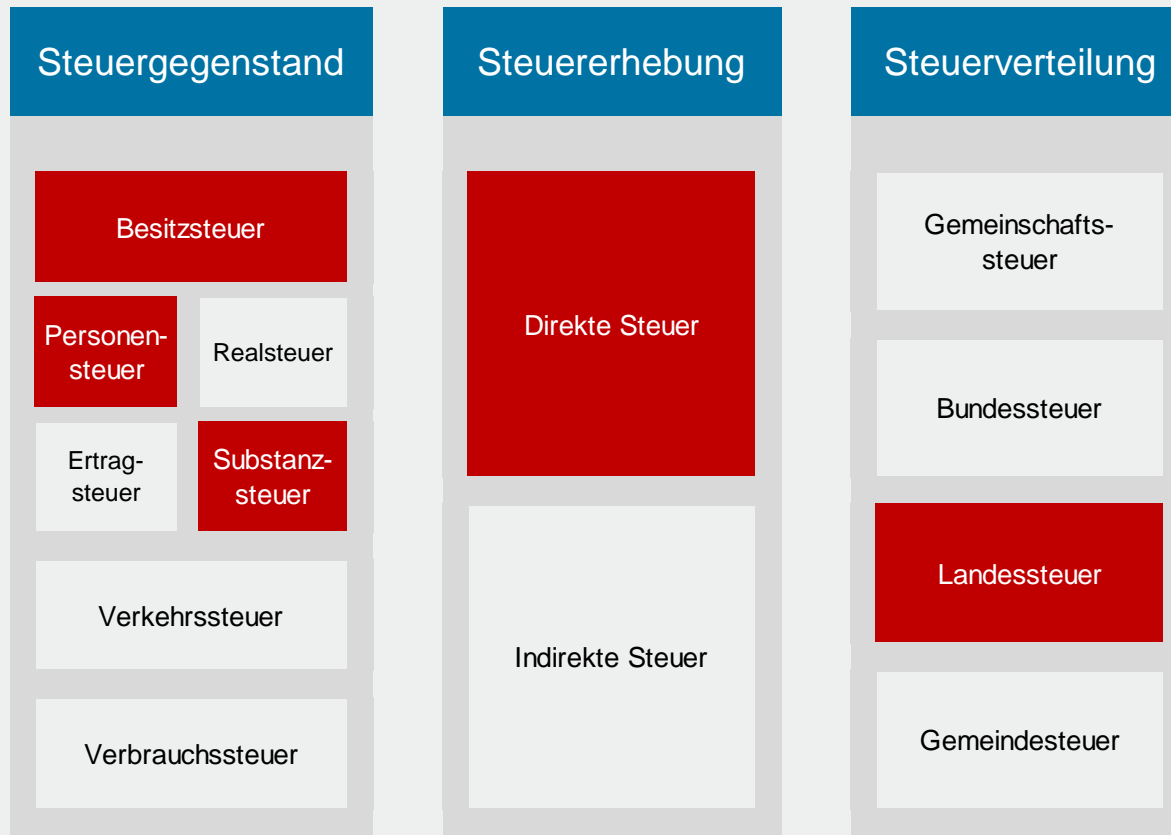 Steuergegenstand
Besitzsteuer
Personen-
steuer
Realsteuer
Ertrag-
steuer
Substanz-
steuer
Verkehrssteuer
Verbrauchssteuer
Steuererhebung
Direkte Steuer
Indirekte Steuer
Steuerverteilung
Gemeinschafts-
steuer
Bundessteuer
Landessteuer
Gemeindesteuer